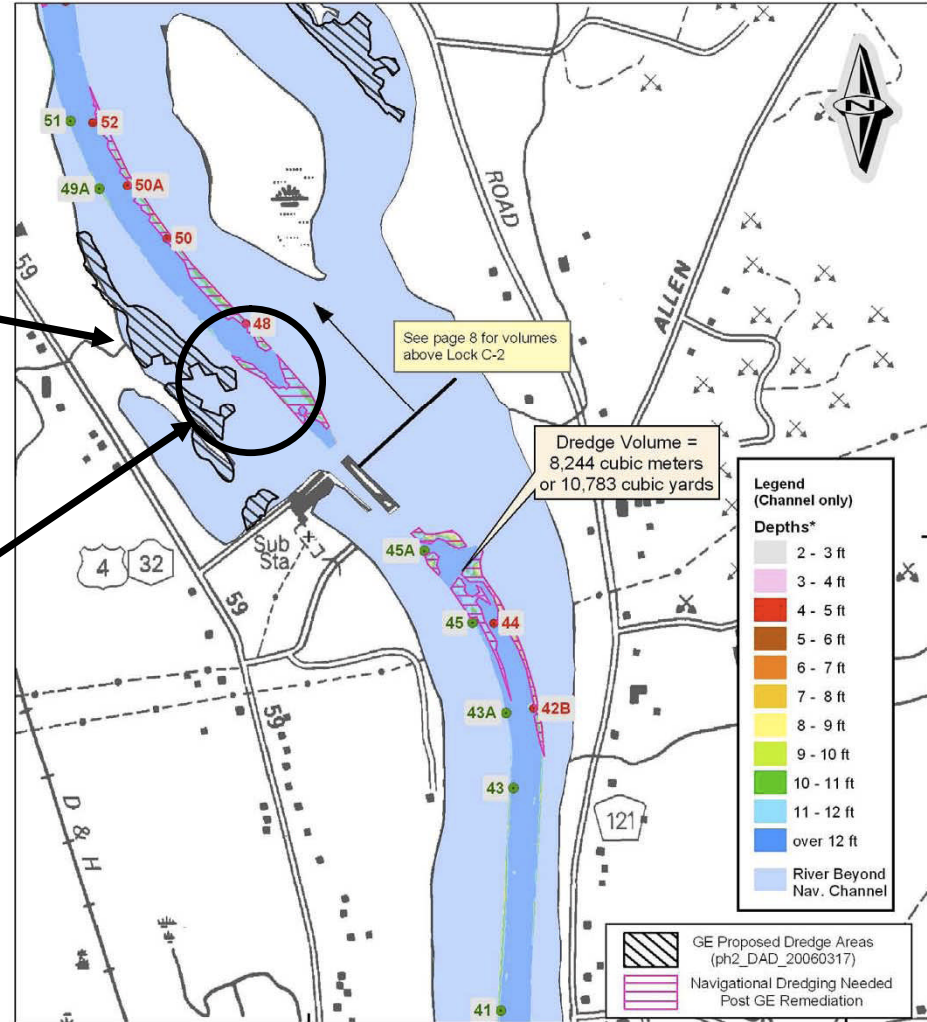 51
52
49A
50A
50
48
59
ROAD
ALLEN
N
See page 8 for volumes
above Lock C-2
Dredge Volume =
8,244 cubic meters
or 10,783 cubic yards
Sub
Sta.
4
32
59
45A
45
44
43A
42B
59
43
121
D & H
41
Legend
(Channel only)
Depths*
2 - 3 ft
3 - 4 ft
4 - 5 ft
5 - 6 ft
6 - 7 ft
7 - 8 ft
8 - 9 ft
9 - 10 ft
10 - 11 ft
11 - 12 ft
over 12 ft
River Beyond
Nav. Channel
GE Proposed Dredge Areas
(ph2_DAD_20060317)
Navigational Dredging Needed
Post GE Remediation